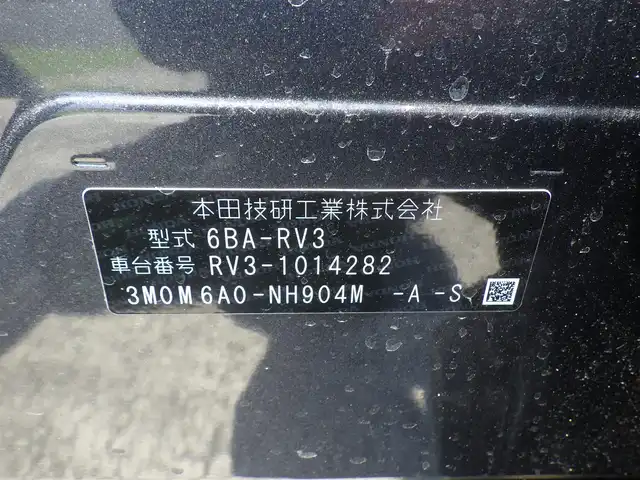 本田技研工業株式会社
型式 6BA-RV3
車台番号 RV3-1014282
3M0M6A0-NH904M -A -S